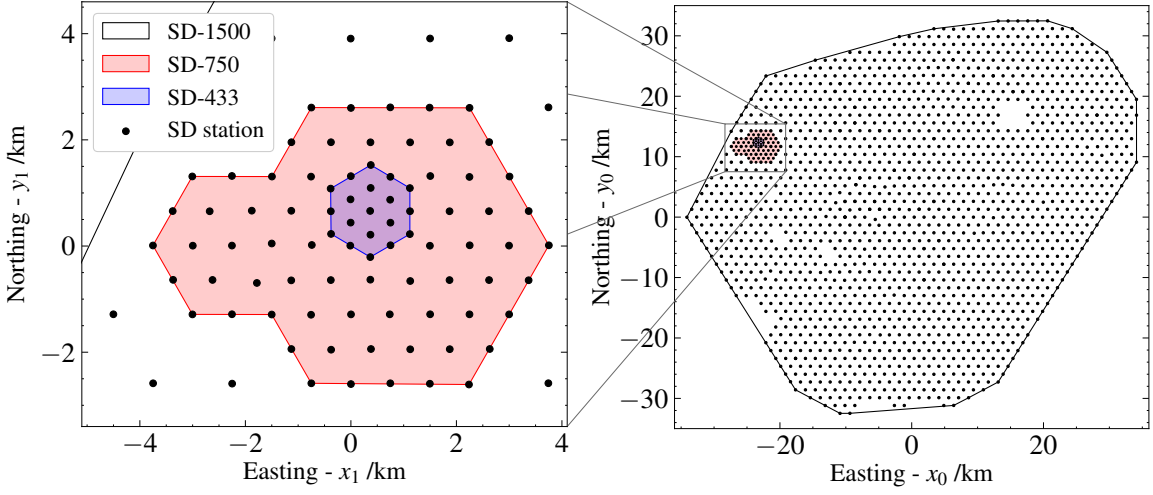 SD-1500
SD-750
SD-433
SD station
4
2
0
−2
−4
−2
0
2
4
Northing - y₁ /km
Easting - x₁ /km
30
20
10
0
−10
−20
−30
−20
0
20
Northing - y₀ /km
Easting - x₀ /km